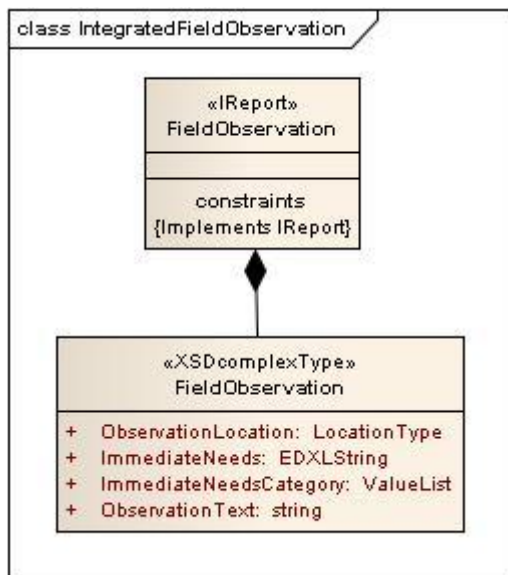 class IntegratedFieldObservation
«IReport»
FieldObservation
constraints
{Implements IReport}
«XSDcomplexType»
FieldObservation
+ ObservationLocation: LocationType
+ ImmediateNeeds: EDXLString
+ ImmediateNeedsCategory: ValueList
+ ObservationText: string